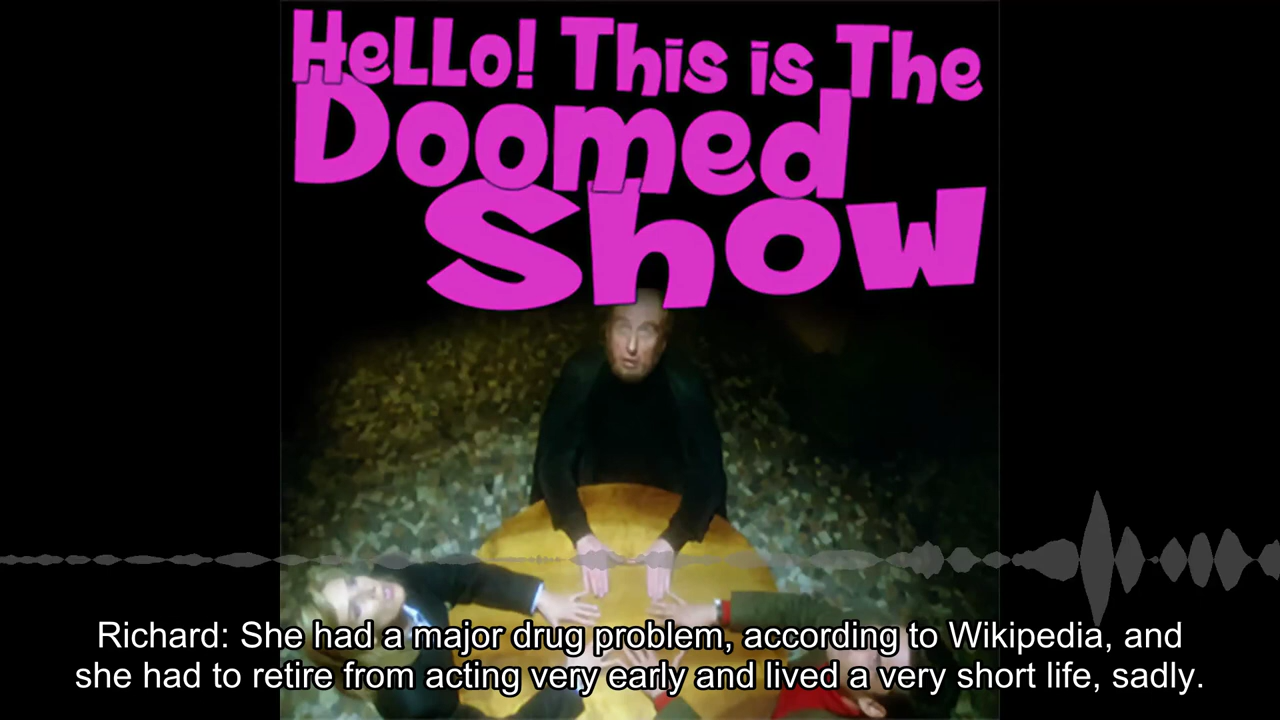 HeLLo! This is The
Doomed
Show
Richard: She had a major drug problem, according to Wikipedia, and
she had to retire from acting very early and lived a very short life, sadly.